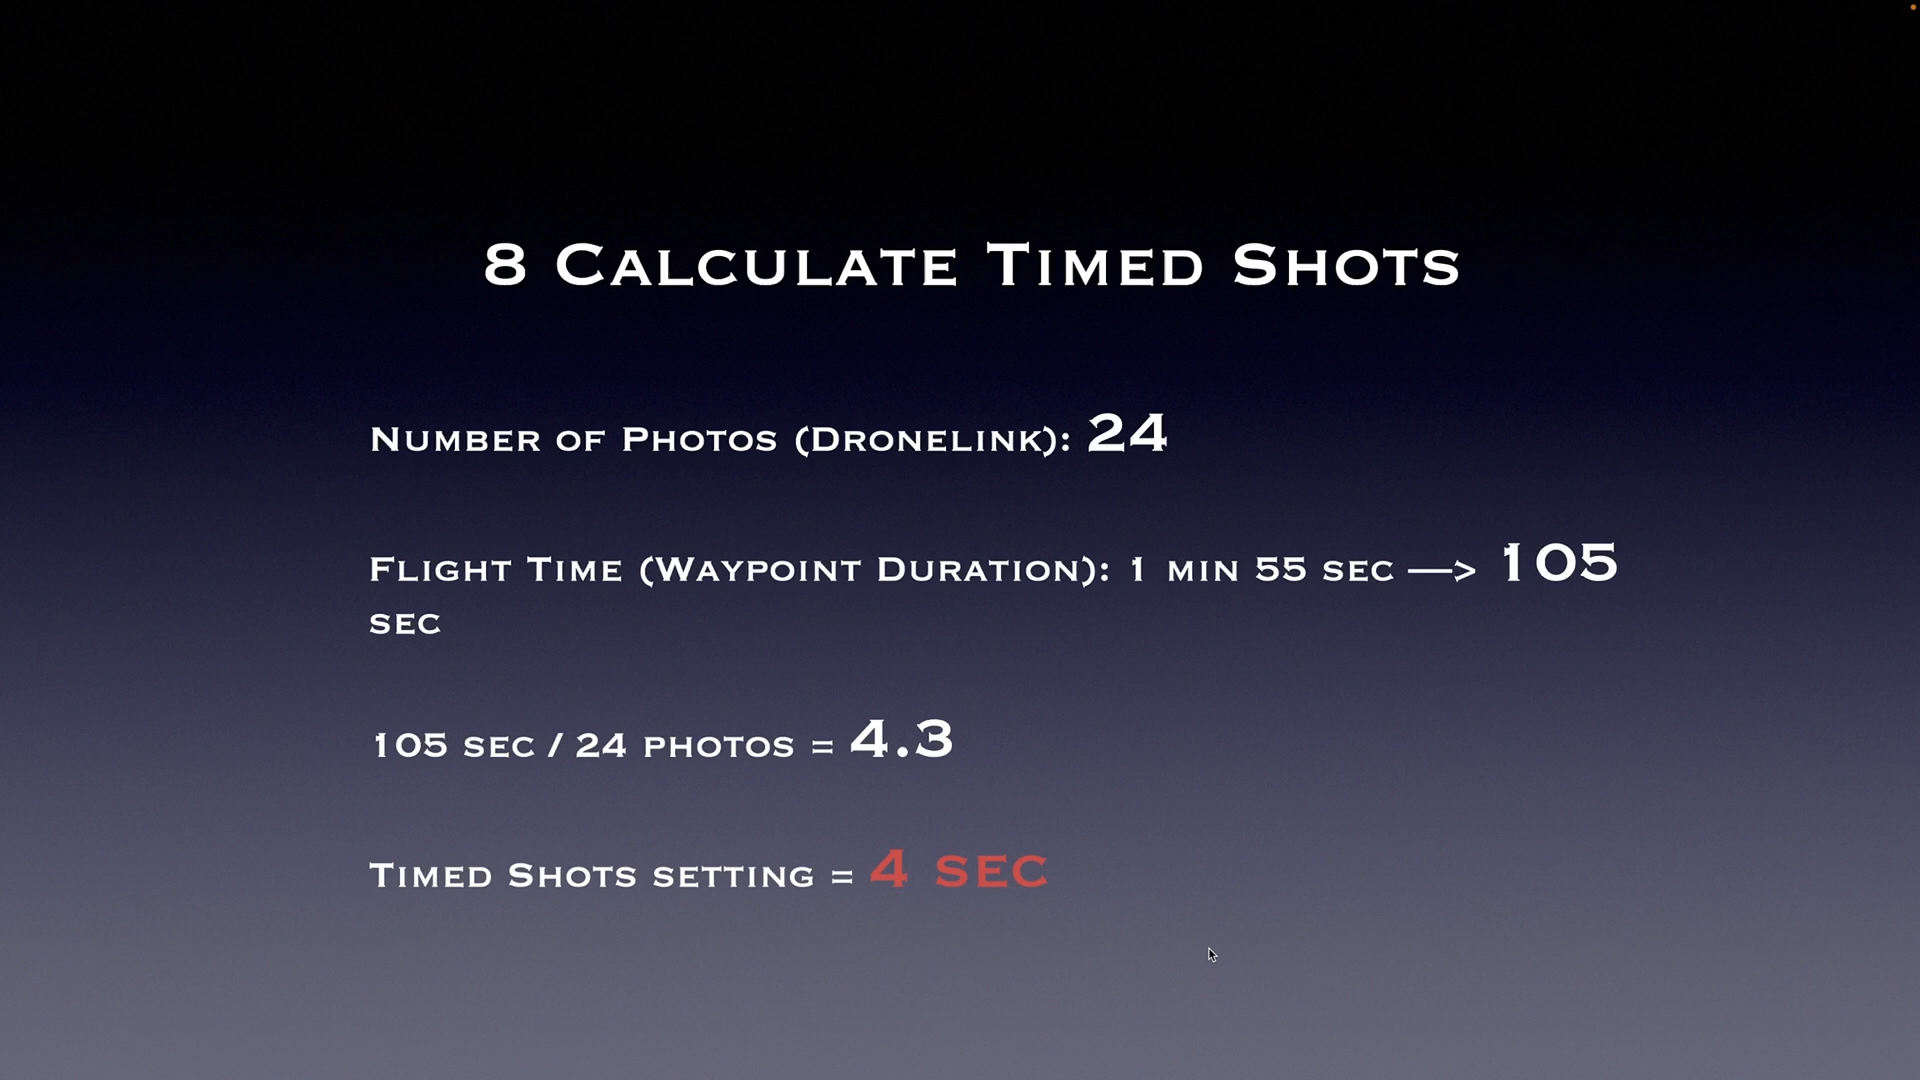 8 Calculate Timed Shots
Number of Photos (Dronelink): 24
Flight Time (Waypoint Duration): 1 min 55 sec —> 105
sec
105 sec / 24 photos = 4.3
Timed Shots setting = 4 sec